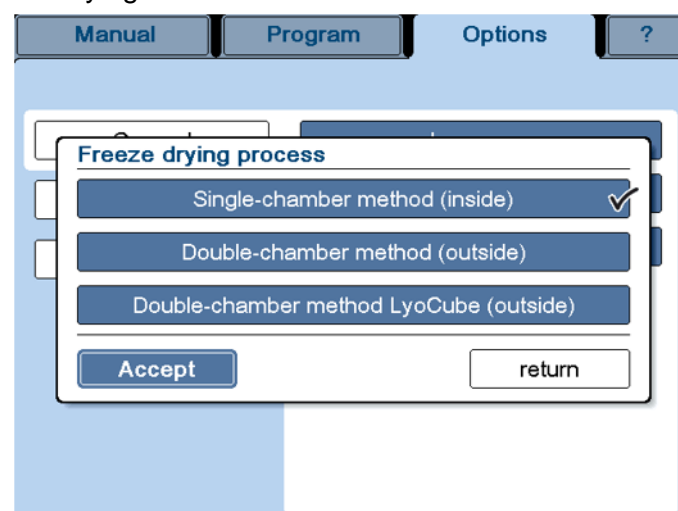 Manual Program Options ?
Freeze drying process
Single-chamber method (inside)
Double-chamber method (outside)
Double-chamber method LyoCube (outside)
Accept return